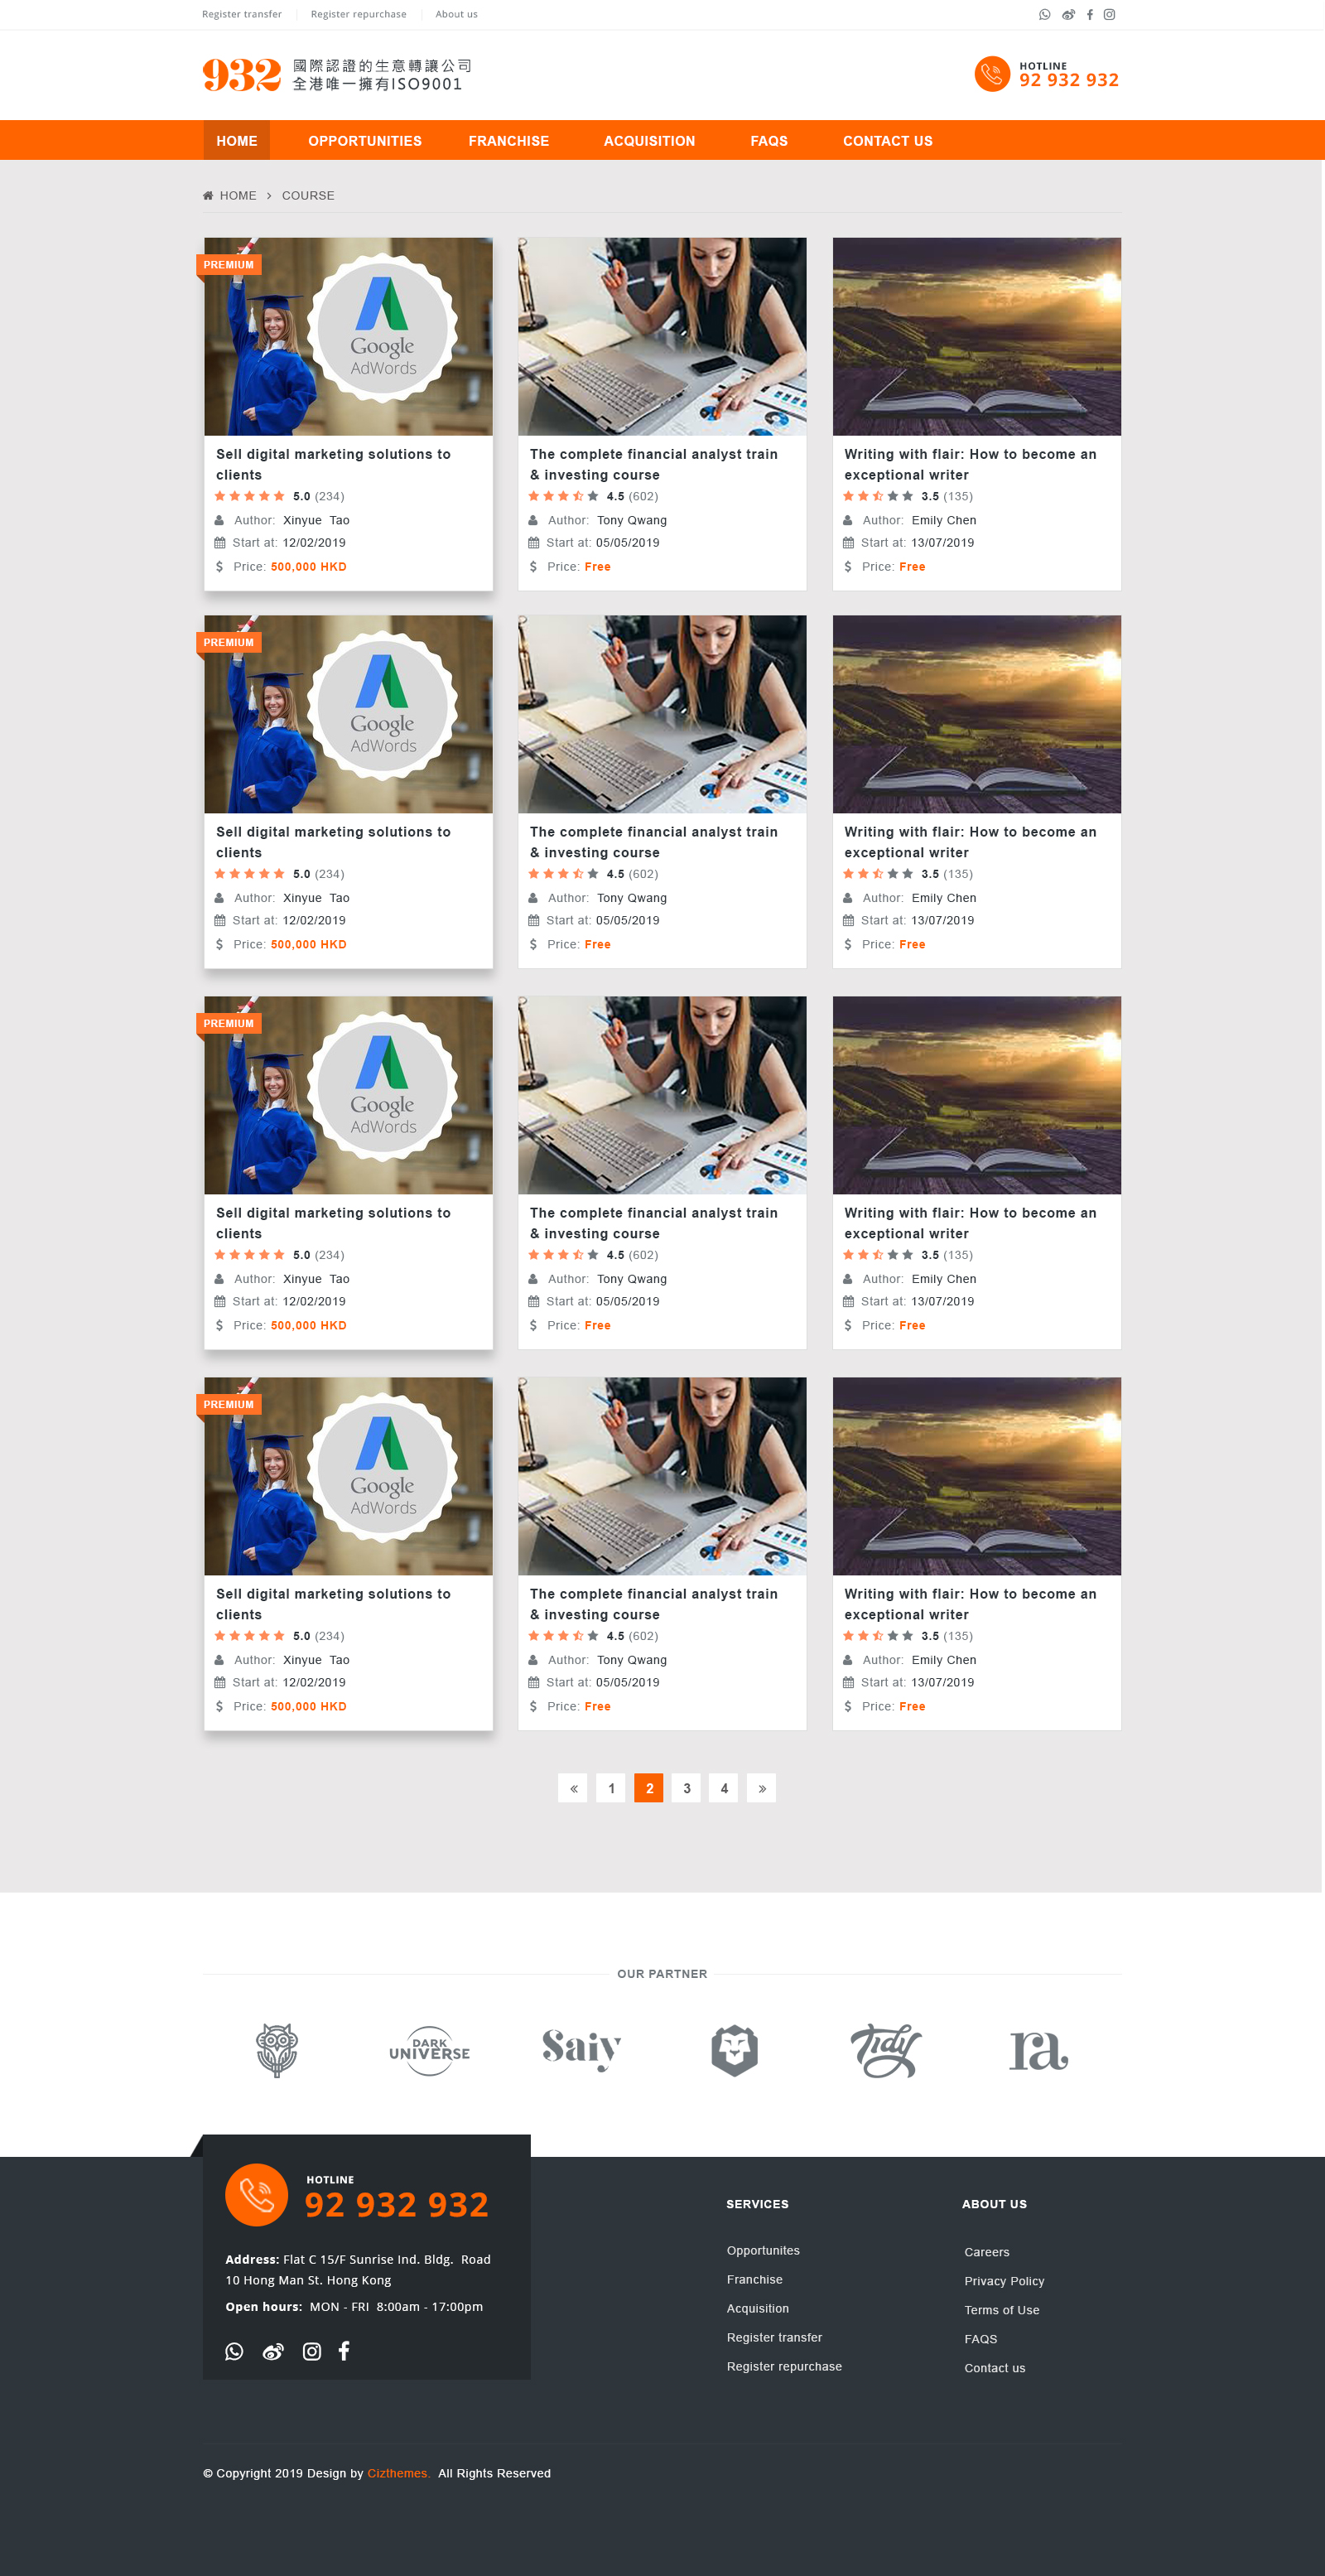 Register transfer | Register repurchase | About us
932 國際認證的生意轉讓公司
全港唯一擁有ISO9001
HOTLINE
92 932 932
HOME OPPORTUNITIES FRANCHISE ACQUISITION FAQS CONTACT US
HOME > COURSE
PREMIUM
Google
AdWords
Sell digital marketing solutions to
clients
5.0 (234)
Author: Xinyue Tao
Start at: 12/02/2019
$ Price: 500,000 HKD
The complete financial analyst train
& investing course
4.5 (602)
Author: Tony Qwang
Start at: 05/05/2019
$ Price: Free
Writing with flair: How to become an
exceptional writer
3.5 (135)
Author: Emily Chen
Start at: 13/07/2019
$ Price: Free
PREMIUM
Google
AdWords
Sell digital marketing solutions to
clients
5.0 (234)
Author: Xinyue Tao
Start at: 12/02/2019
$ Price: 500,000 HKD
The complete financial analyst train
& investing course
4.5 (602)
Author: Tony Qwang
Start at: 05/05/2019
$ Price: Free
Writing with flair: How to become an
exceptional writer
3.5 (135)
Author: Emily Chen
Start at: 13/07/2019
$ Price: Free
PREMIUM
Google
AdWords
Sell digital marketing solutions to
clients
5.0 (234)
Author: Xinyue Tao
Start at: 12/02/2019
$ Price: 500,000 HKD
The complete financial analyst train
& investing course
4.5 (602)
Author: Tony Qwang
Start at: 05/05/2019
$ Price: Free
Writing with flair: How to become an
exceptional writer
3.5 (135)
Author: Emily Chen
Start at: 13/07/2019
$ Price: Free
PREMIUM
Google
AdWords
Sell digital marketing solutions to
clients
5.0 (234)
Author: Xinyue Tao
Start at: 12/02/2019
$ Price: 500,000 HKD
The complete financial analyst train
& investing course
4.5 (602)
Author: Tony Qwang
Start at: 05/05/2019
$ Price: Free
Writing with flair: How to become an
exceptional writer
3.5 (135)
Author: Emily Chen
Start at: 13/07/2019
$ Price: Free
« 1 2 3 4 »
OUR PARTNER
DARK
UNIVERSE
Saiy
Tidy
ra
HOTLINE
92 932 932
Address: Flat C 15/F Sunrise Ind. Bldg. Road
10 Hong Man St. Hong Kong
Open hours: MON - FRI 8:00am - 17:00pm
SERVICES
Opportunites
Franchise
Acquisition
Register transfer
Register repurchase
ABOUT US
Careers
Privacy Policy
Terms of Use
FAQS
Contact us
© Copyright 2019 Design by Cizthemes. All Rights Reserved